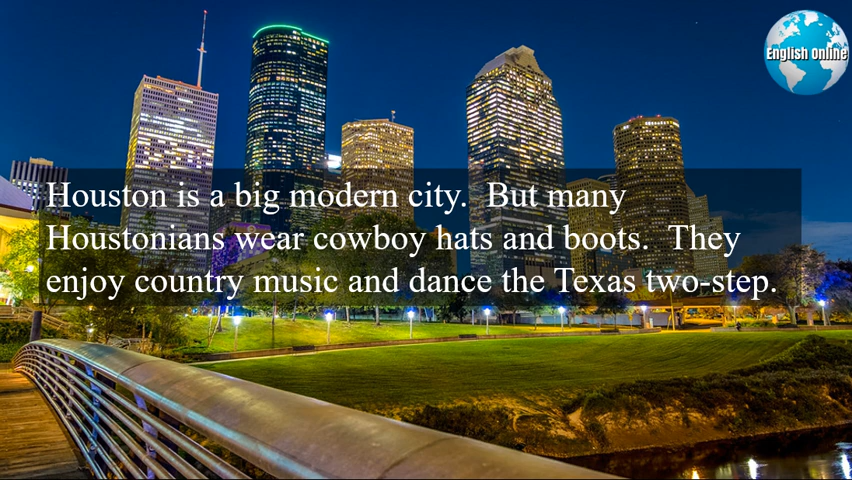 English Online
Houston is a big modern city.  But many
Houstonians wear cowboy hats and boots.  They
enjoy country music and dance the Texas two-step.